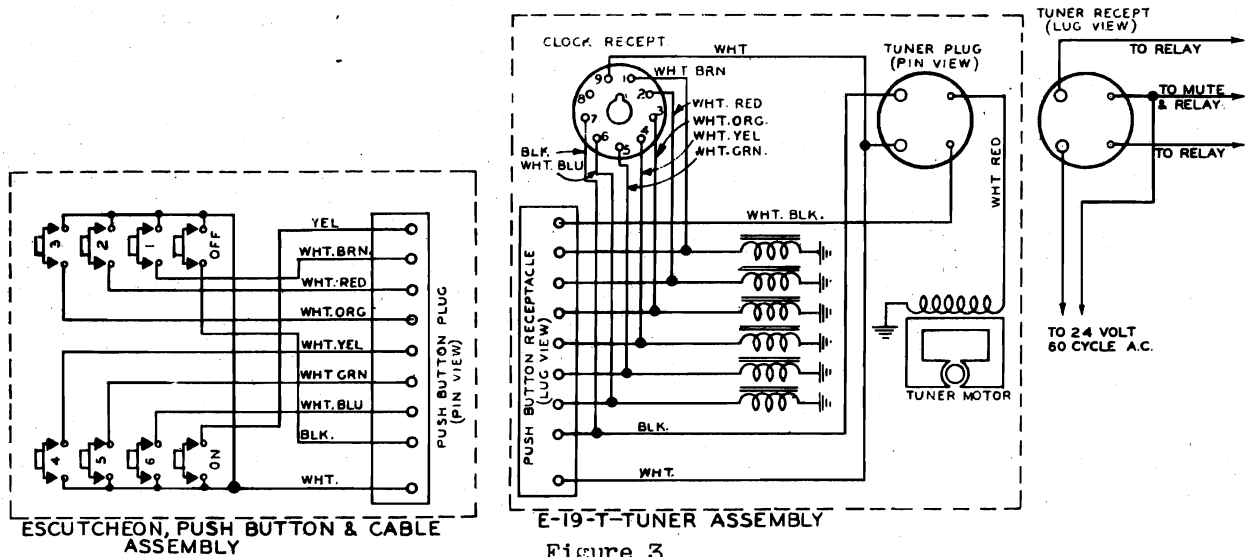 CLOCK RECEPT.
WHT
WHT BRN
9 1
8 2
7 3
6 5 4
WHT. RED
WHT. ORG.
WHT. YEL
WHT. GRN.
BLK.
WHT. BLU
TUNER PLUG
(PIN VIEW)
WHT RED
WHT. BLK.
PUSH BUTTON RECEPTACLE
(LUG VIEW)
BLK.
WHT.
TUNER MOTOR
E-19-T-TUNER ASSEMBLY
TUNER RECEPT
(LUG VIEW)
TO RELAY
TO MUTE
& RELAY
TO RELAY
TO 24 VOLT
60 CYCLE A.C.
3 2 1 OFF
4 5 6 ON
YEL
WHT. BRN.
WHT. RED
WHT. ORG
WHT. YEL
WHT GRN
WHT. BLU
BLK.
WHT.
PUSH BUTTON PLUG
(PIN VIEW)
ESCUTCHEON, PUSH BUTTON & CABLE
ASSEMBLY
Figure 3